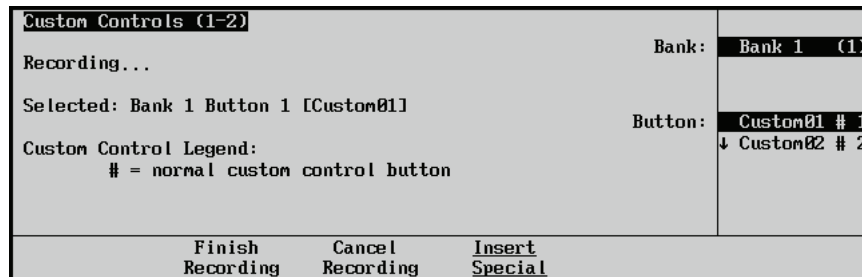 Custom Controls (1-2)
Bank: Bank 1 (1)
Recording...
Selected: Bank 1 Button 1 [Custom01]
Button: Custom01 # 1
Custom Control Legend:
↓ Custom02 # 2
# = normal custom control button
Finish Recording
Cancel Recording
Insert Special